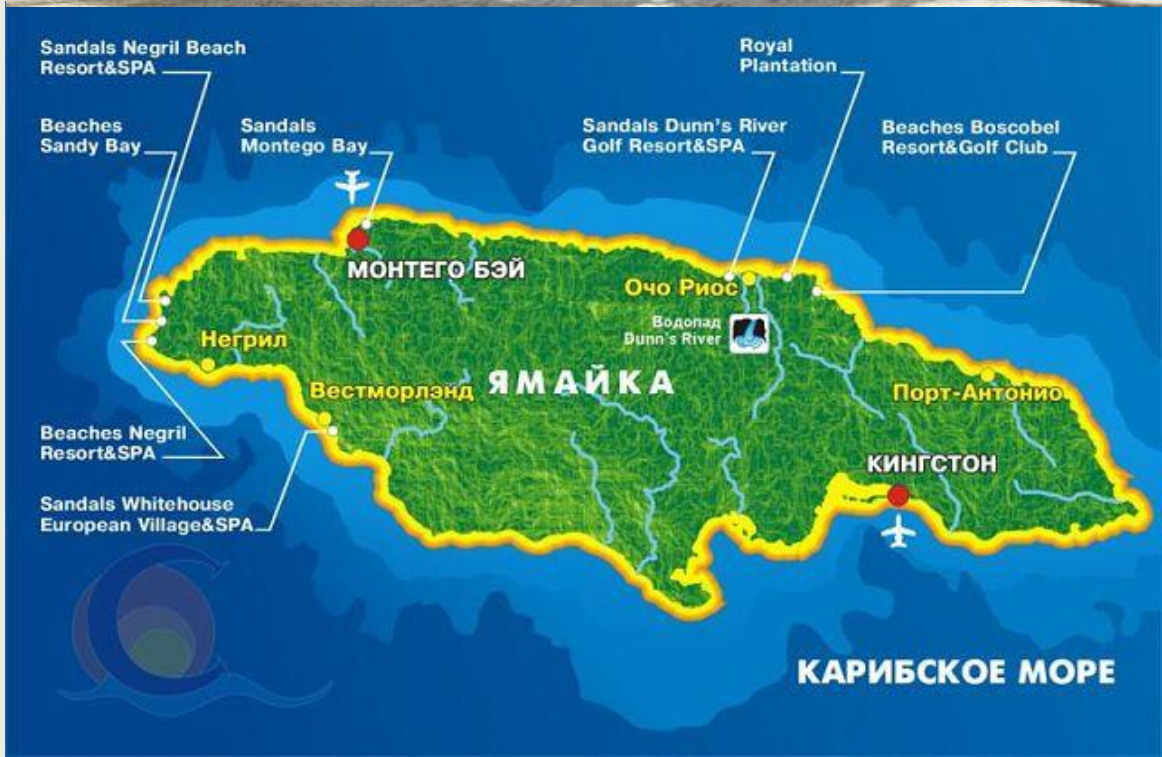 Sandals Negril Beach
Resort&SPA
Beaches
Sandy Bay
Sandals
Montego Bay
Royal
Plantation
Sandals Dunn's River
Golf Resort&SPA
Beaches Boscobel
Resort&Golf Club
МОНТЕГО БЭЙ
Очо Риос
Водопад
Dunn's River
Негрил
Вестморлэнд
ЯМАЙКА
Порт-Антонио
Beaches Negril
Resort&SPA
КИНГСТОН
Sandals Whitehouse
European Village&SPA
КАРИБСКОЕ МОРЕ